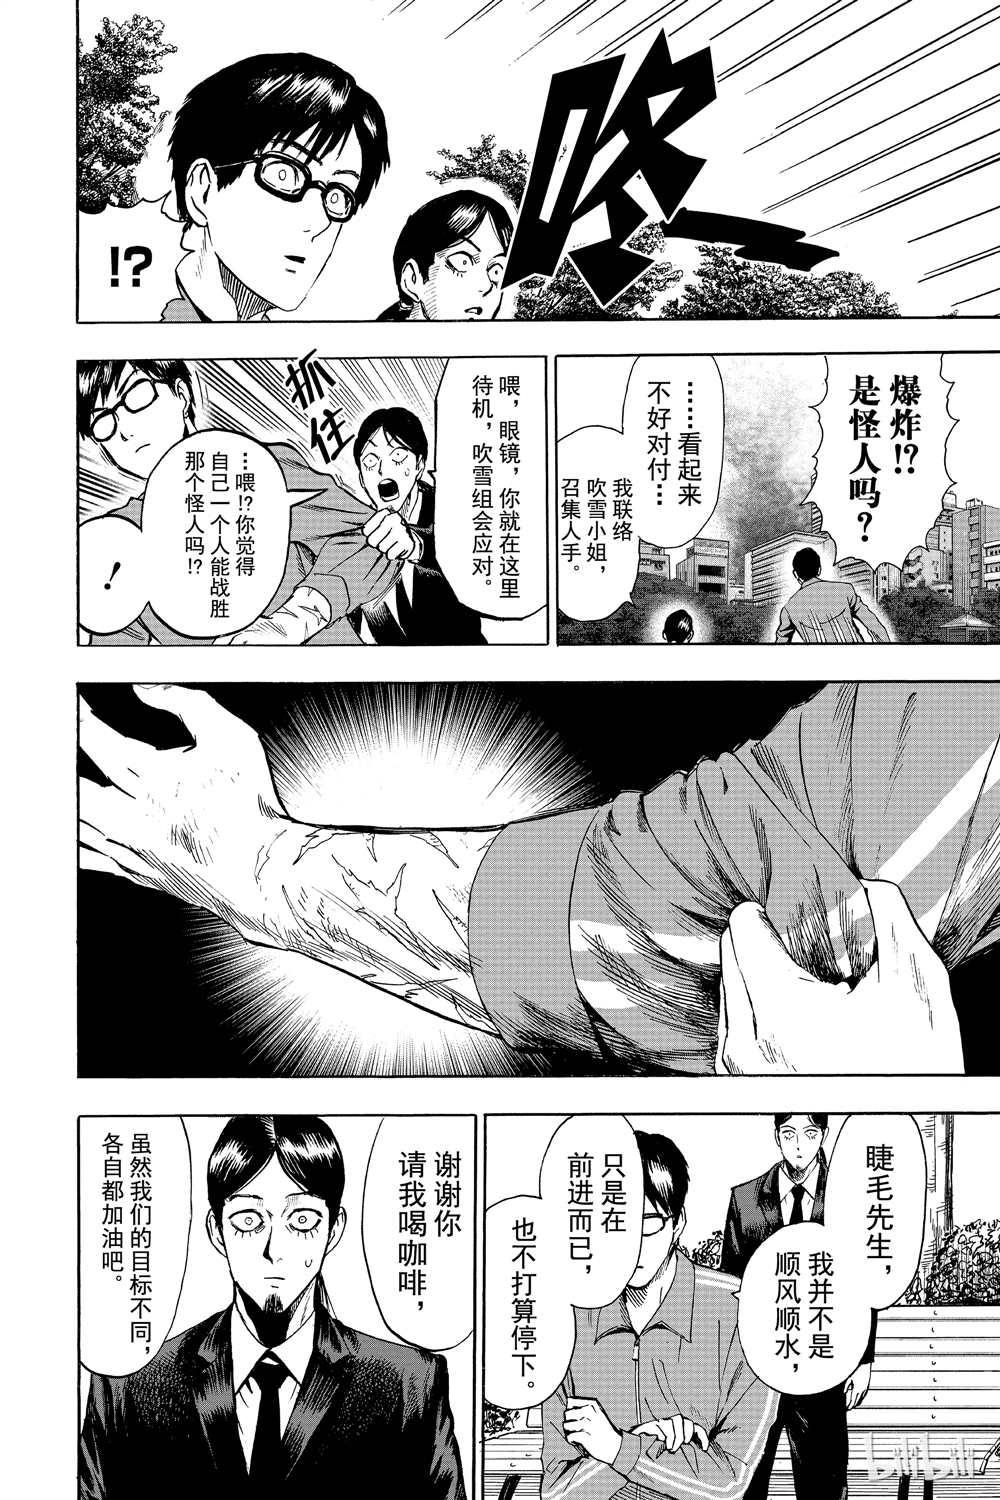 咚
!?
爆炸!?
是怪人吗？
……看起来
不好对付…
我联络
吹雪小姐，
召集人手。
喂，眼镜，你就在这里
待机，吹雪组会应对。
抓住
…喂!?你觉得
自己一个人能战胜
那个怪人吗!?
！
睫毛先生，
我并不是
顺风顺水，
只是在
前进而已，
也不打算停下。
谢谢你
请我喝咖啡，
虽然我们的目标不同，
各自都加油吧。
bilibili